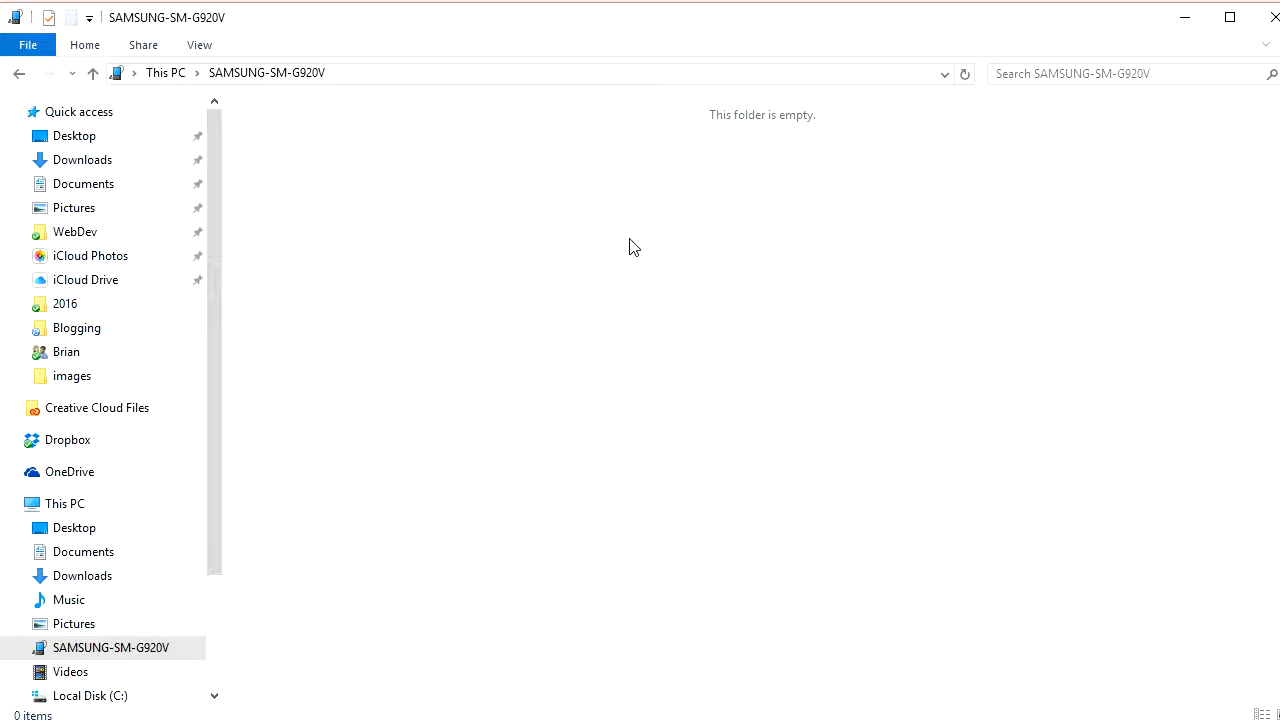 SAMSUNG-SM-G920V
File Home Share View
This PC SAMSUNG-SM-G920V
Search SAMSUNG-SM-G920V
Quick access
Desktop
Downloads
Documents
Pictures
WebDev
iCloud Photos
iCloud Drive
2016
Blogging
Brian
images
Creative Cloud Files
Dropbox
OneDrive
This PC
Desktop
Documents
Downloads
Music
Pictures
SAMSUNG-SM-G920V
Videos
Local Disk (C:)
This folder is empty.
0 items